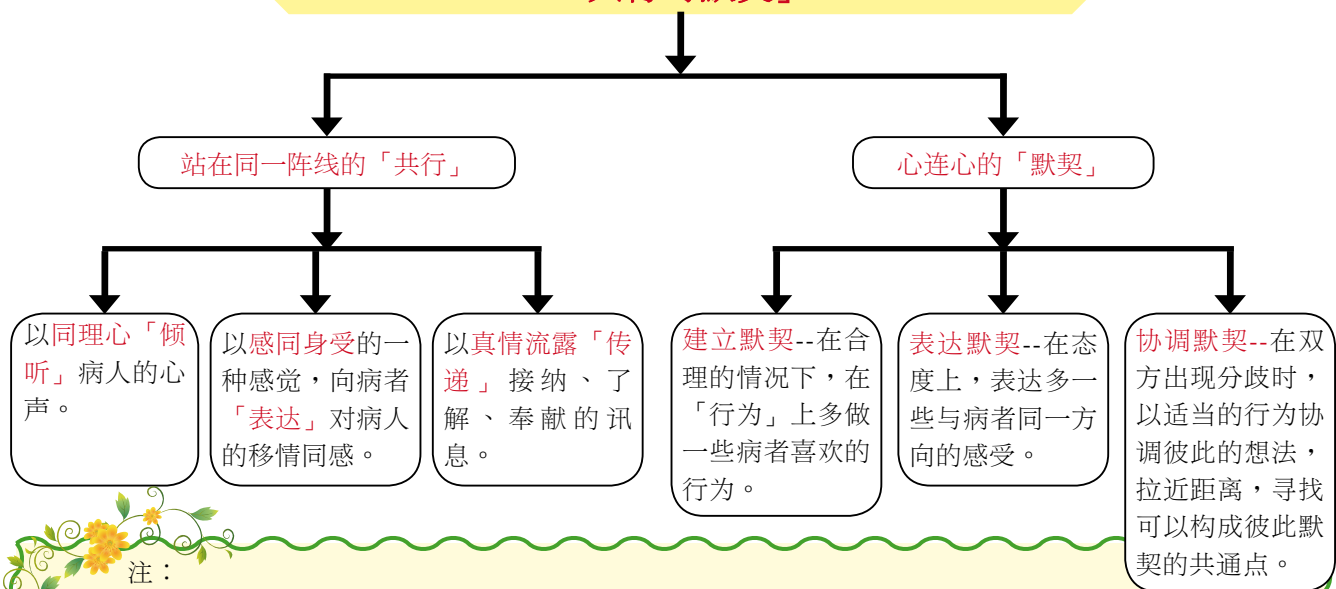 站在同一阵线的「共行」
心连心的「默契」
以同理心「倾
听」病人的心
声。
以感同身受的一
种感觉，向病者
「表达」对病人
的移情同感。
以真情流露「传
递」接纳、了
解、奉献的讯
息。
建立默契--在合
理的情况下，在
「行为」上多做
一些病者喜欢的
行为。
表达默契--在态
度上，表达多一
些与病者同一方
向的感受。
协调默契--在双
方出现分歧时，
以适当的行为协
调彼此的想法，
拉近距离，寻找
可以构成彼此默
契的共通点。
注：